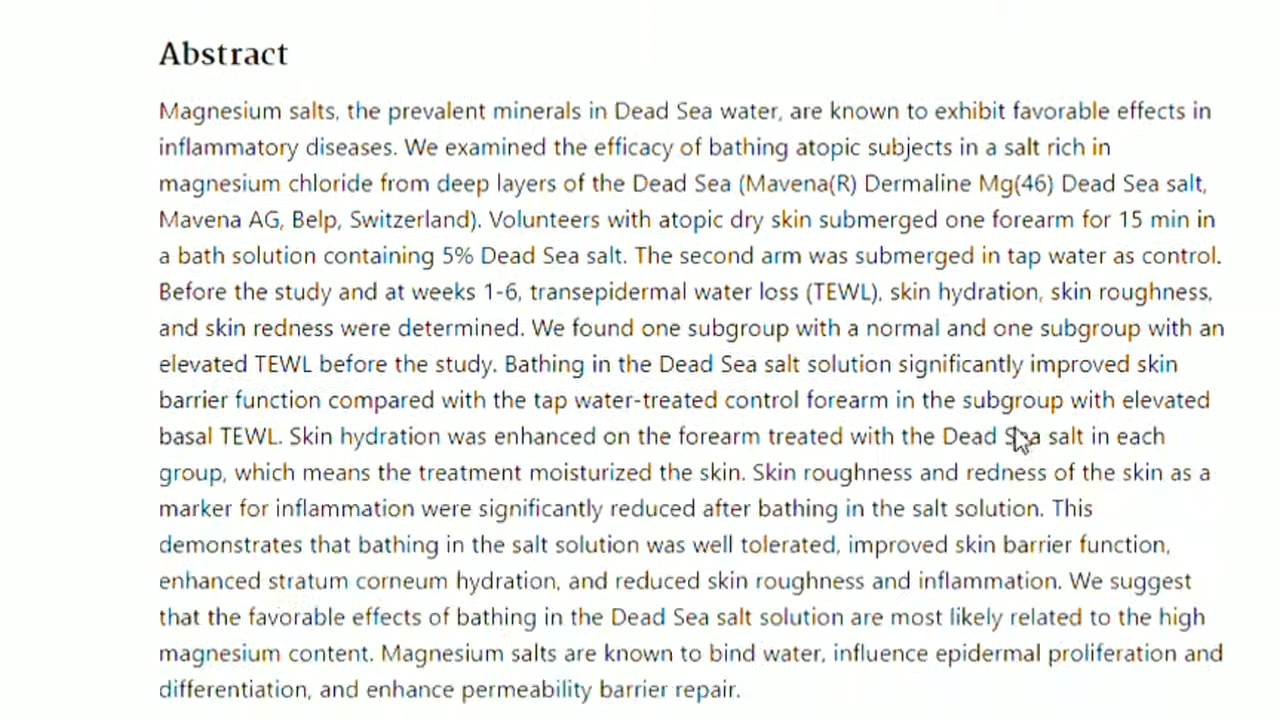 Abstract
Magnesium salts, the prevalent minerals in Dead Sea water, are known to exhibit favorable effects in
inflammatory diseases. We examined the efficacy of bathing atopic subjects in a salt rich in
magnesium chloride from deep layers of the Dead Sea (Mavena(R) Dermaline Mg(46) Dead Sea salt,
Mavena AG, Belp, Switzerland). Volunteers with atopic dry skin submerged one forearm for 15 min in
a bath solution containing 5% Dead Sea salt. The second arm was submerged in tap water as control.
Before the study and at weeks 1-6, transepidermal water loss (TEWL), skin hydration, skin roughness,
and skin redness were determined. We found one subgroup with a normal and one subgroup with an
elevated TEWL before the study. Bathing in the Dead Sea salt solution significantly improved skin
barrier function compared with the tap water-treated control forearm in the subgroup with elevated
basal TEWL. Skin hydration was enhanced on the forearm treated with the Dead Sea salt in each
group, which means the treatment moisturized the skin. Skin roughness and redness of the skin as a
marker for inflammation were significantly reduced after bathing in the salt solution. This
demonstrates that bathing in the salt solution was well tolerated, improved skin barrier function,
enhanced stratum corneum hydration, and reduced skin roughness and inflammation. We suggest
that the favorable effects of bathing in the Dead Sea salt solution are most likely related to the high
magnesium content. Magnesium salts are known to bind water, influence epidermal proliferation and
differentiation, and enhance permeability barrier repair.